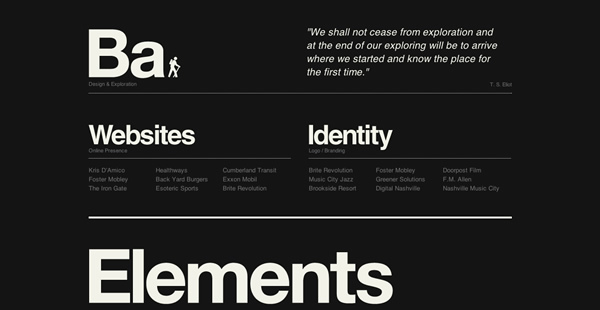 Ba
Design & Exploration
"We shall not cease from exploration and
at the end of our exploring will be to arrive
where we started and know the place for
the first time."
T. S. Eliot
Websites
Online Presence
Kris D'Amico
Foster Mobley
The Iron Gate
Healthways
Back Yard Burgers
Esoteric Sports
Cumberland Transit
Exxon Mobil
Brite Revolution
Identity
Logo / Branding
Brite Revolution
Music City Jazz
Brookside Resort
Foster Mobley
Greener Solutions
Digital Nashville
Doorpost Film
F.M. Allen
Nashville Music City
Elements